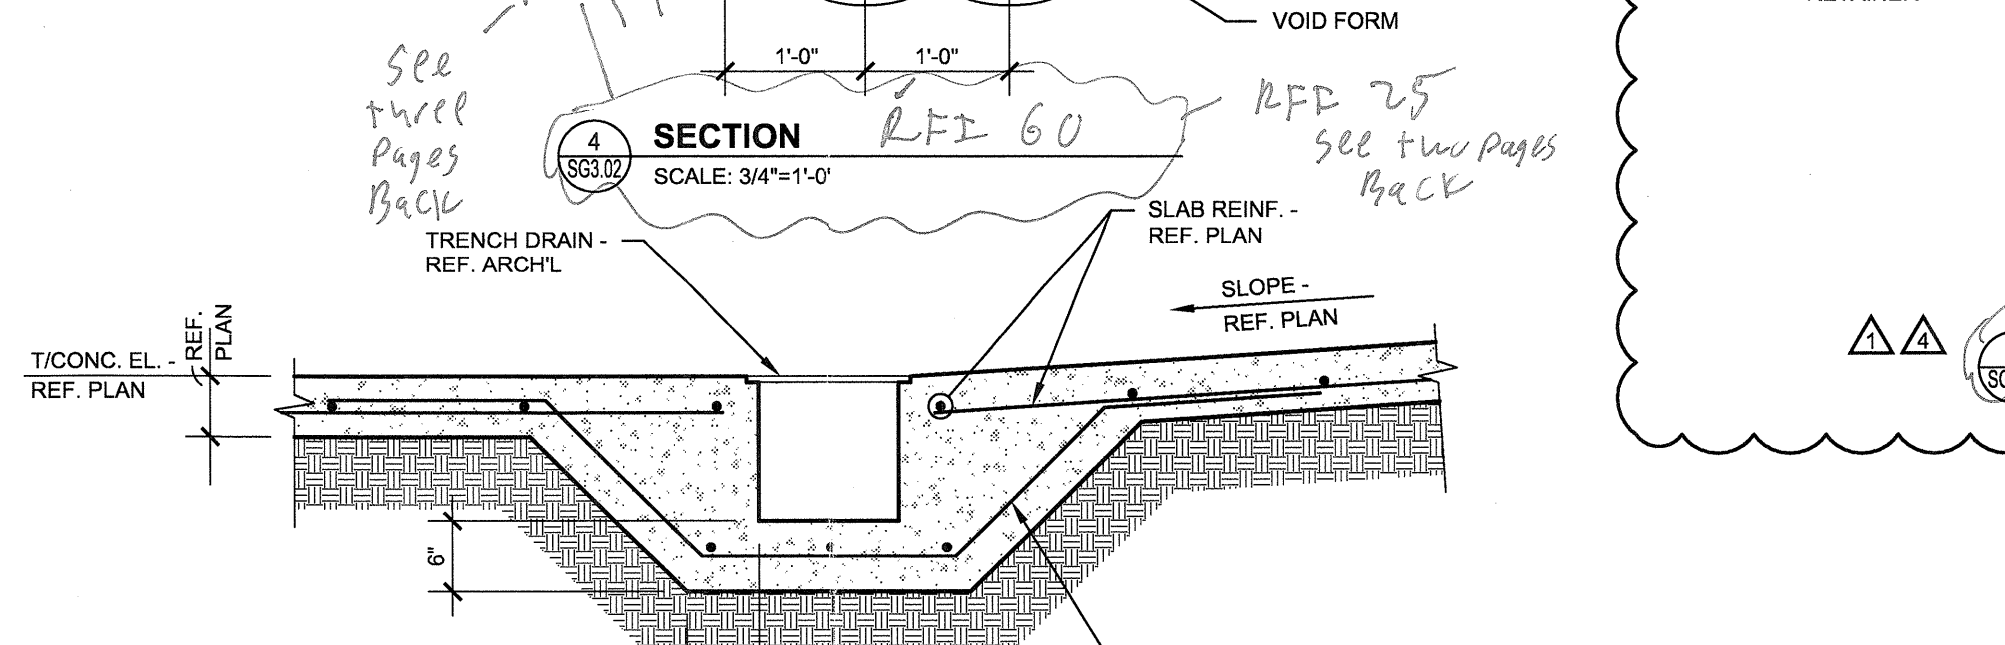 VOID FORM
1'-0"
1'-0"
See
three
Pages
Back
RFI 60
RFI 25
See two pages
Back
4
SG3.02
SECTION
SCALE: 3/4"=1'-0'
TRENCH DRAIN -
REF. ARCH'L
SLAB REINF. -
REF. PLAN
SLOPE -
REF. PLAN
T/CONC. EL. -
REF. PLAN
REF.
PLAN
6"
1
4